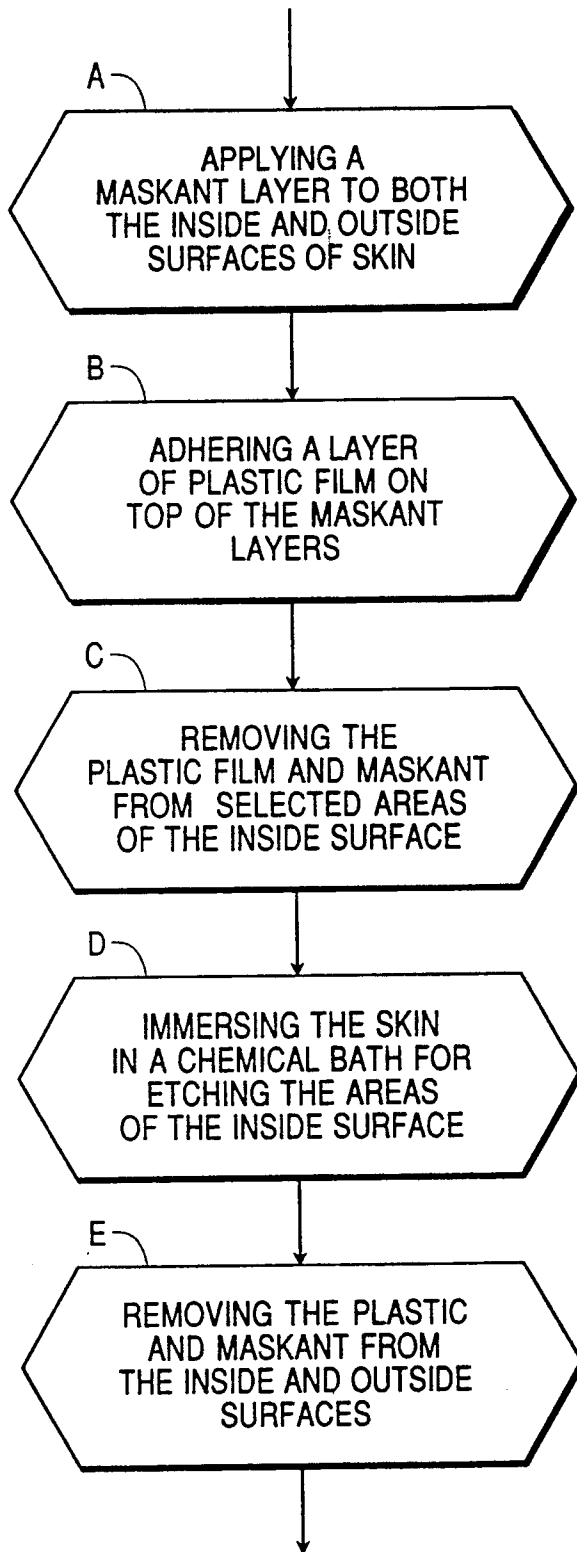 A
APPLYING A
MASKANT LAYER TO BOTH
THE INSIDE AND OUTSIDE
SURFACES OF SKIN
B
ADHERING A LAYER
OF PLASTIC FILM ON
TOP OF THE MASKANT
LAYERS
C
REMOVING THE
PLASTIC FILM AND MASKANT
FROM SELECTED AREAS
OF THE INSIDE SURFACE
D
IMMERSING THE SKIN
IN A CHEMICAL BATH FOR
ETCHING THE AREAS
OF THE INSIDE SURFACE
E
REMOVING THE PLASTIC
AND MASKANT FROM
THE INSIDE AND OUTSIDE
SURFACES